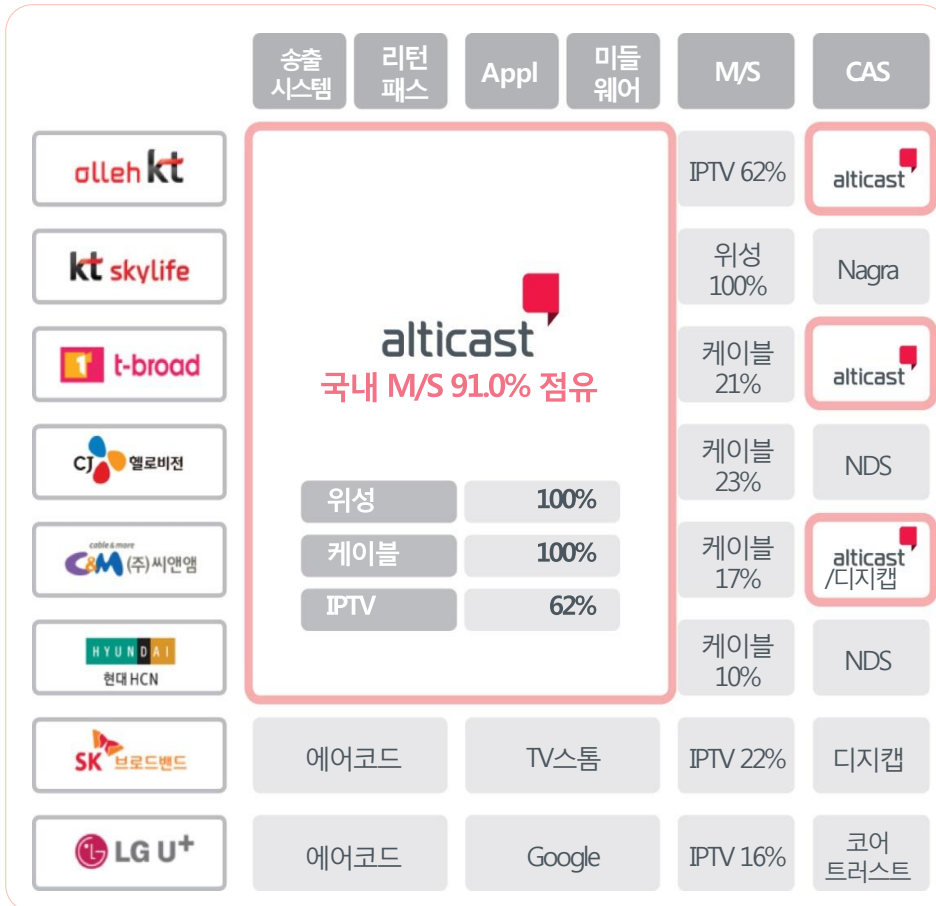 송출
시스템
리턴
패스
Appl
미들
웨어
M/S
CAS
olleh kt
IPTV 62%
alticast
kt skylife
위성
100%
Nagra
alticast
국내 M/S 91.0% 점유
위성 100%
케이블 100%
IPTV 62%
t-broad
케이블
21%
alticast
CJ 헬로비전
케이블
23%
NDS
cable & more
C&M (주)씨앤앰
케이블
17%
alticast
/디지캡
HYUNDAI
현대 HCN
케이블
10%
NDS
SK 브로드밴드
에어코드
TV스톰
IPTV 22%
디지캡
LG U+
에어코드
Google
IPTV 16%
코어
트러스트